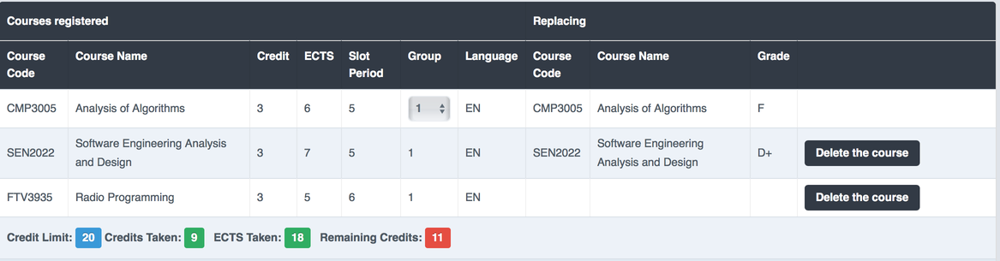 Courses registered Replacing
Course Code Course Name Credit ECTS Slot Period Group Language Course Code Course Name Grade
CMP3005 Analysis of Algorithms 3 6 5 1 EN CMP3005 Analysis of Algorithms F
SEN2022 Software Engineering Analysis and Design 3 7 5 1 EN SEN2022 Software Engineering Analysis and Design D+ Delete the course
FTV3935 Radio Programming 3 5 6 1 EN Delete the course
Credit Limit: 20 Credits Taken: 9 ECTS Taken: 18 Remaining Credits: 11